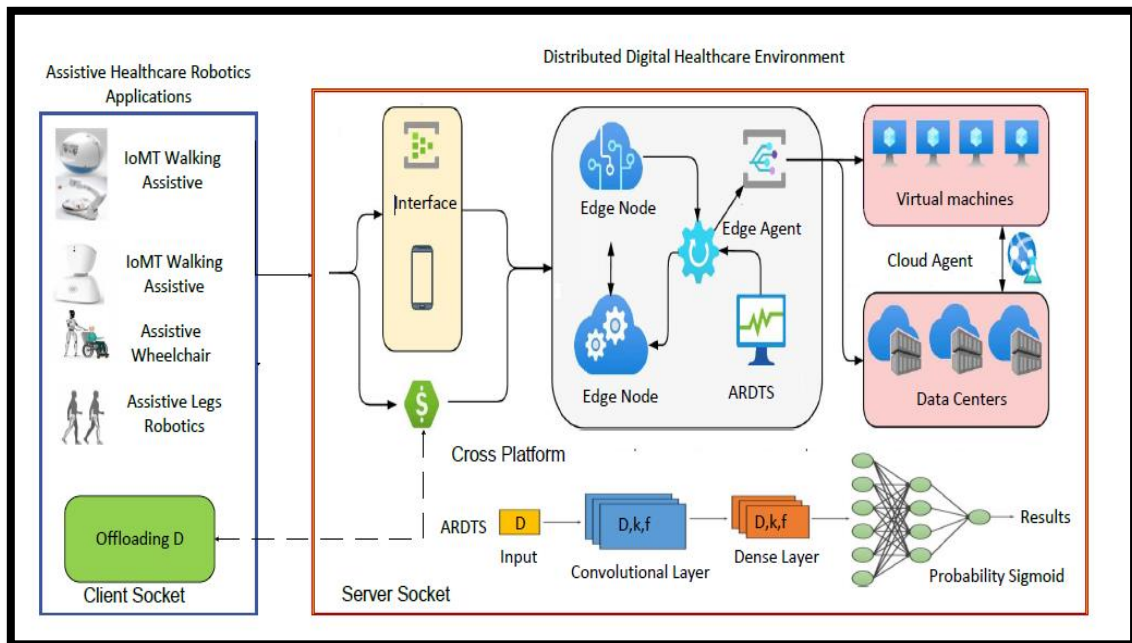 Distributed Digital Healthcare Environment
Assistive Healthcare Robotics
Applications
IoMT Walking
Assistive
IoMT Walking
Assistive
Assistive
Wheelchair
Assistive Legs
Robotics
Offloading D
Client Socket
Interface
$
Edge Node
Edge Agent
Edge Node
ARDTS
Virtual machines
Cloud Agent
Data Centers
Cross Platform
ARDTS
D
Input
D,k,f
Convolutional Layer
D,k,f
Dense Layer
Results
Probability Sigmoid
Server Socket